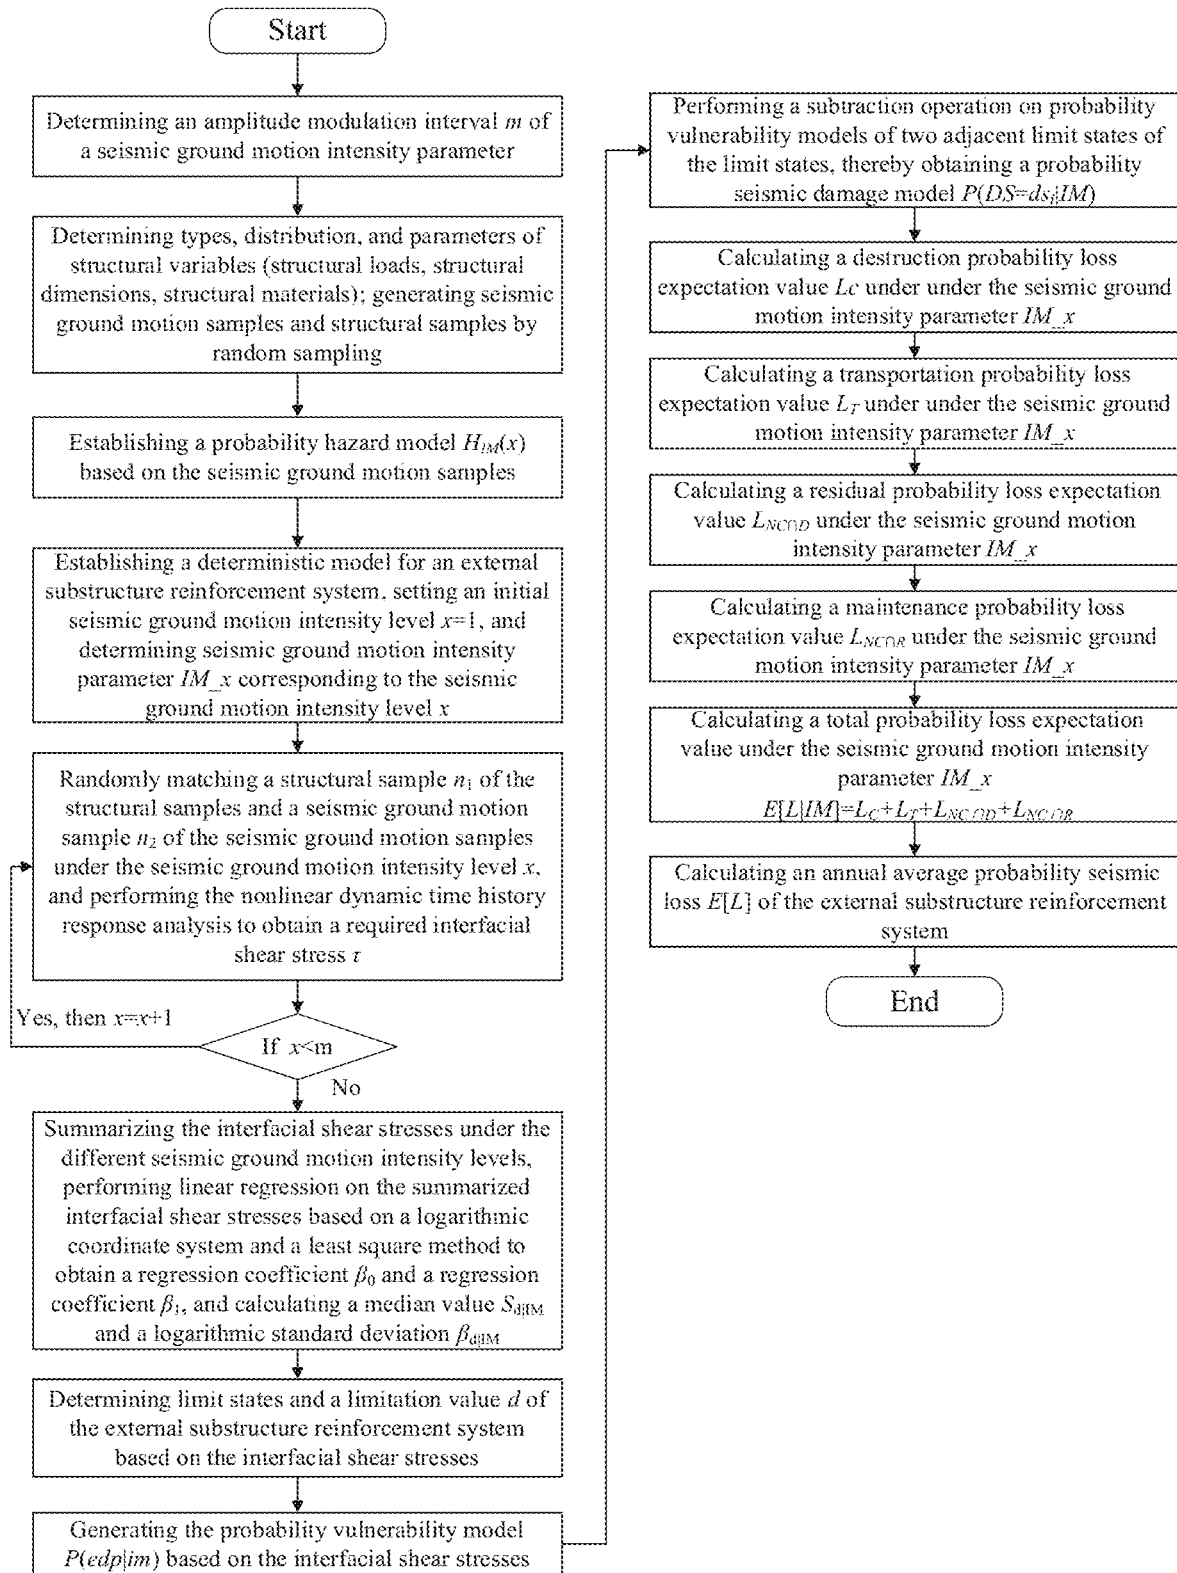 Start
Determining an amplitude modulation interval m of
a seismic ground motion intensity parameter
Determining types, distribution, and parameters of
structural variables (structural loads, structural
dimensions, structural materials); generating seismic
ground motion samples and structural samples by
random sampling
Establishing a probability hazard model H_IM(x)
based on the seismic ground motion samples
Establishing a deterministic model for an external
substructure reinforcement system, setting an initial
seismic ground motion intensity level x=1, and
determining seismic ground motion intensity
parameter IM_x corresponding to the seismic
ground motion intensity level x
Randomly matching a structural sample n₁ of the
structural samples and a seismic ground motion
sample n₂ of the seismic ground motion samples
under the seismic ground motion intensity level x,
and performing the nonlinear dynamic time history
response analysis to obtain a required interfacial
shear stress τ
Yes, then x=x+1
If x<m
No
Summarizing the interfacial shear stresses under the
different seismic ground motion intensity levels,
performing linear regression on the summarized
interfacial shear stresses based on a logarithmic
coordinate system and a least square method to
obtain a regression coefficient β₀ and a regression
coefficient β₁, and calculating a median value S_d|IM
and a logarithmic standard deviation β_d|IM
Determining limit states and a limitation value d of
the external substructure reinforcement system
based on the interfacial shear stresses
Generating the probability vulnerability model
P(edp|im) based on the interfacial shear stresses
Performing a subtraction operation on probability
vulnerability models of two adjacent limit states of
the limit states, thereby obtaining a probability
seismic damage model P(DS=ds_i|IM)
Calculating a destruction probability loss
expectation value L_C under under the seismic ground
motion intensity parameter IM_x
Calculating a transportation probability loss
expectation value L_T under under the seismic ground
motion intensity parameter IM_x
Calculating a residual probability loss expectation
value L_NC∩D under the seismic ground motion
intensity parameter IM_x
Calculating a maintenance probability loss
expectation value L_NC∩R under the seismic ground
motion intensity parameter IM_x
Calculating a total probability loss expectation
value under the seismic ground motion intensity
parameter IM_x
E[L|IM]=L_C+L_T+L_NC∩D+L_NC∩R
Calculating an annual average probability seismic
loss E[L] of the external substructure reinforcement
system
End